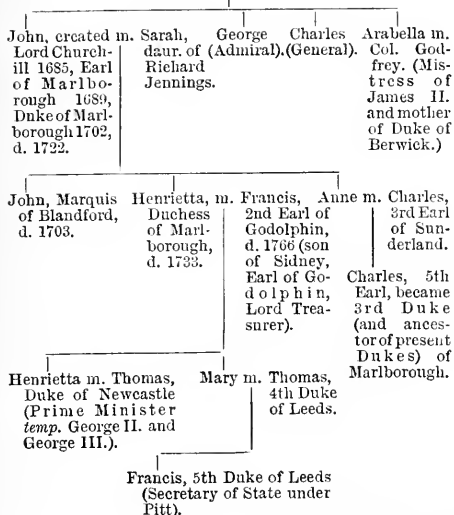 John, created m. Sarah, George Charles Arabella m.
Lord Church- daur. of (Admiral). (General). Col. God-
ill 1685, Earl Richard frey. (Mis-
of Marlbo- Jennings. tress of
rough 1689, James II.
Duke of Marl- and mother
borough 1702, of Duke of
d. 1722. Berwick.)
John, Marquis Henrietta, m. Francis, Anne m. Charles,
of Blandford, Duchess 2nd Earl of 3rd Earl
d. 1703. of Marl- Godolphin, of Sun-
borough, d. 1766 (son derland.
d. 1733. of Sidney,
Earl of Go- Charles, 5th
dolphin, Earl, became
Lord Trea- 3rd Duke
surer). (and ances-
tor of present
Dukes) of
Marlborough.
Henrietta m. Thomas, Mary m. Thomas,
Duke of Newcastle 4th Duke
(Prime Minister of Leeds.
temp. George II. and
George III.).
Francis, 5th Duke of Leeds
(Secretary of State under
Pitt).